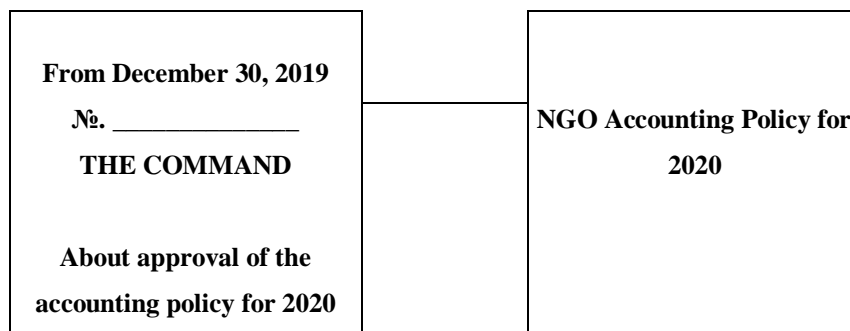 From December 30, 2019
№. ______________
THE COMMAND
About approval of the
accounting policy for 2020
NGO Accounting Policy for
2020